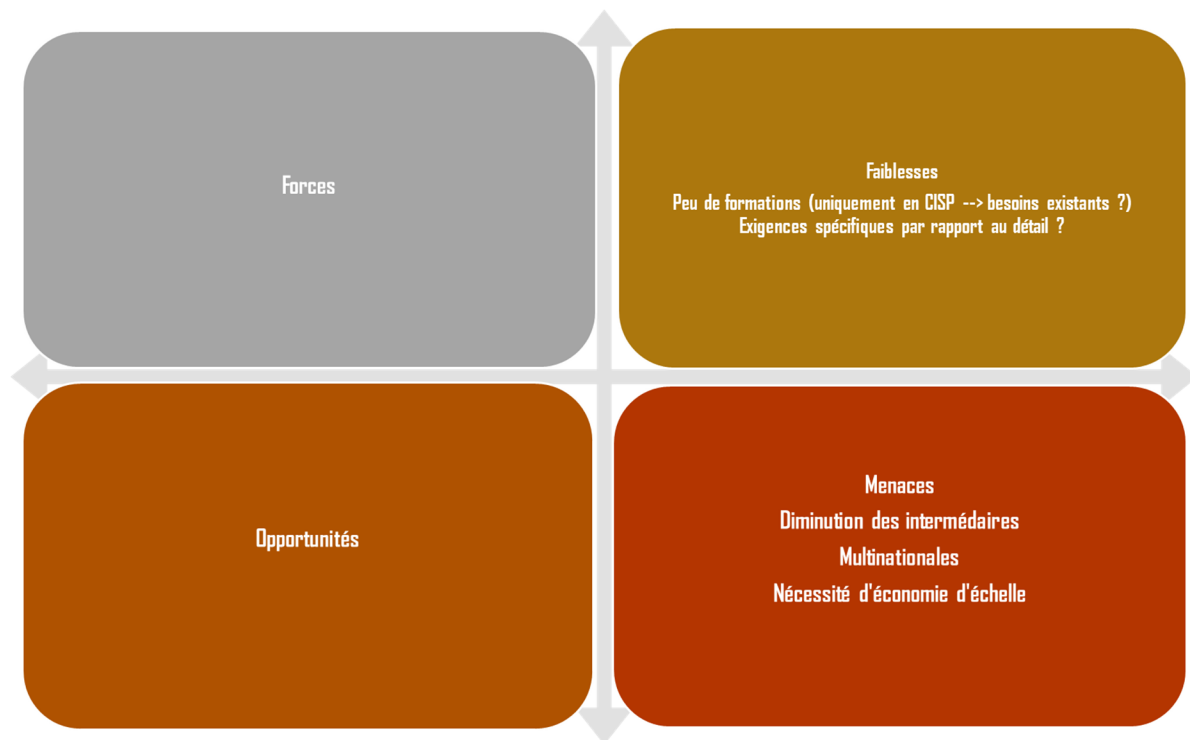 Forces
Faiblesses
Peu de formations (uniquement en CISP --> besoins existants ?)
Exigences spécifiques par rapport au détail ?
Opportunités
Menaces
Diminution des intermédaires
Multinationales
Nécessité d'économie d'échelle